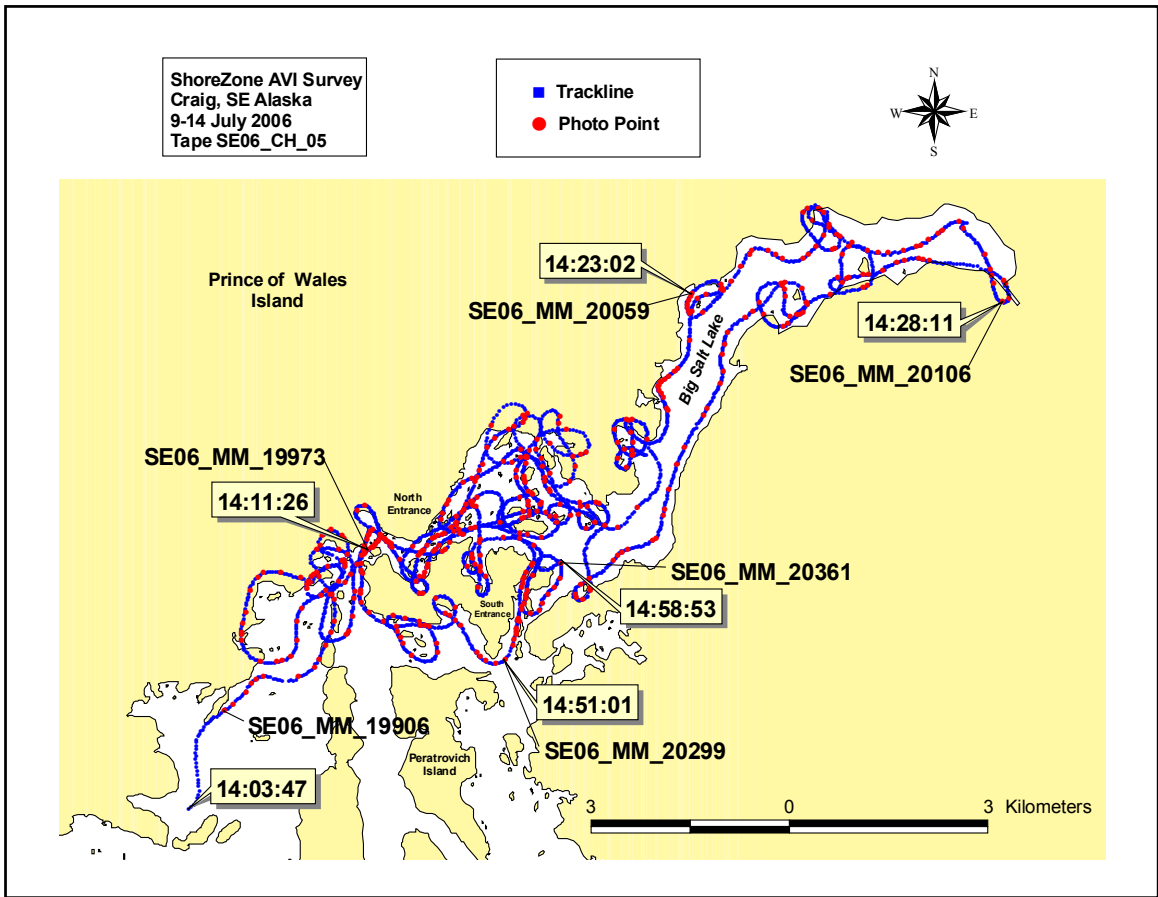 ShoreZone AVI Survey
Craig, SE Alaska
9-14 July 2006
Tape SE06_CH_05
Trackline
Photo Point
N
W
E
S
Prince of Wales
Island
14:23:02
SE06_MM_20059
Big Salt Lake
14:28:11
SE06_MM_20106
SE06_MM_19973
14:11:26
North
Entrance
SE06_MM_20361
14:58:53
South
Entrance
14:51:01
SE06_MM_20299
SE06_MM_19906
Peratrovich
Island
14:03:47
3
0
3
Kilometers